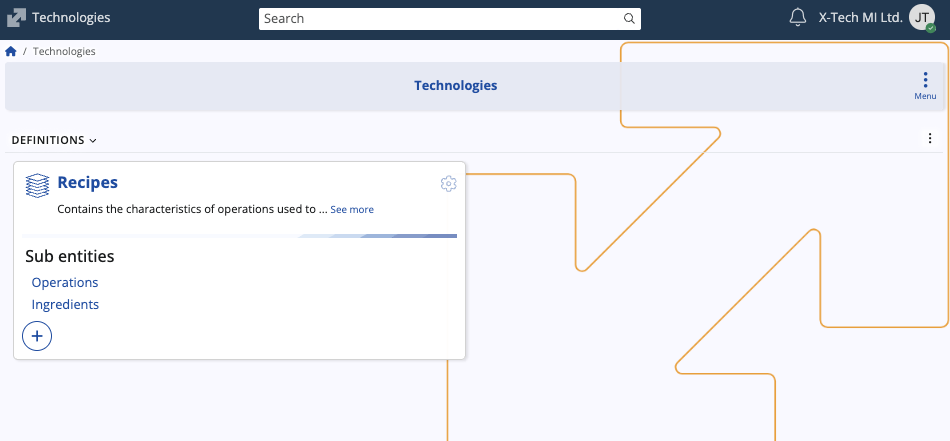 Technologies
Search
X-Tech MI Ltd.
JT
/ Technologies
Technologies
Menu
DEFINITIONS
Recipes
Contains the characteristics of operations used to ... See more
Sub entities
Operations
Ingredients